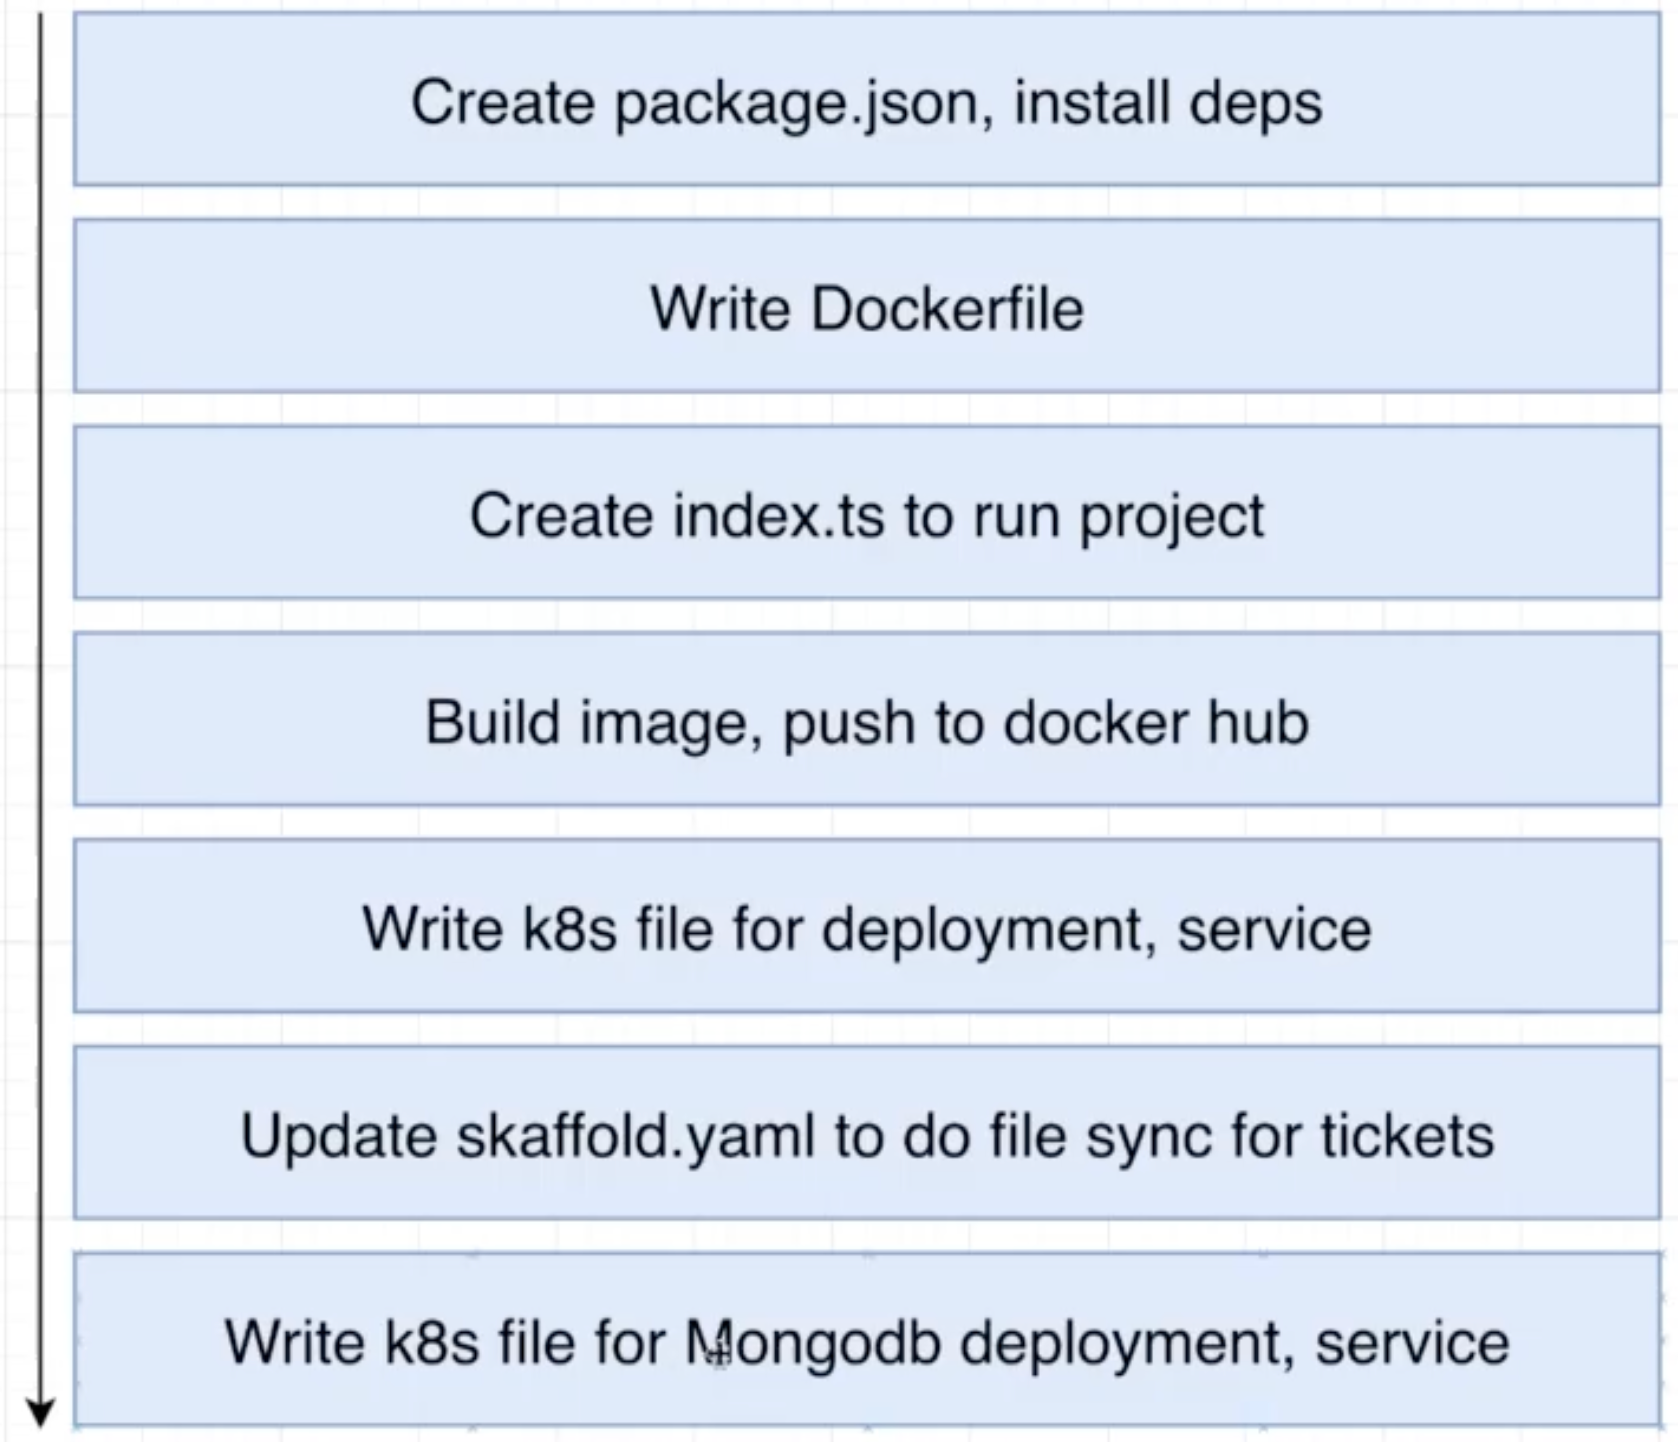 Create package.json, install deps
Write Dockerfile
Create index.ts to run project
Build image, push to docker hub
Write k8s file for deployment, service
Update skaffold.yaml to do file sync for tickets
Write k8s file for Mongodb deployment, service